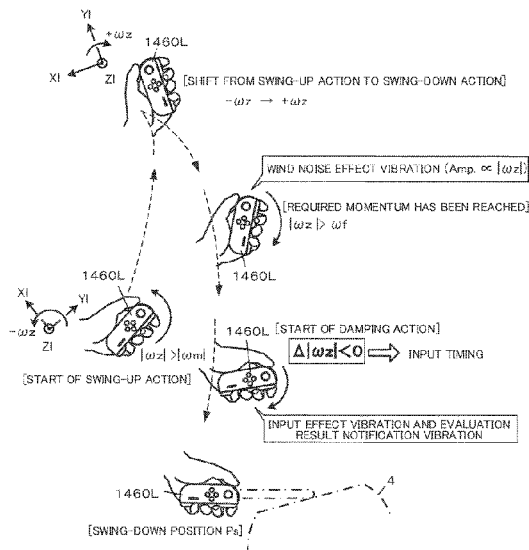 YI
+ωz
1460L
XI
ZI
[SHIFT FROM SWING-UP ACTION TO SWING-DOWN ACTION]
-ωz → +ωz
WIND NOISE EFFECT VIBRATION (Amp. ∝ |ωz|)
[REQUIRED MOMENTUM HAS BEEN REACHED]
|ωz|> ωf
1460L
XI
YI
1460L
-ωz
ZI
|ωz|>|ωm|
[START OF SWING-UP ACTION]
1460L
[START OF DAMPING ACTION]
Δ|ωz|<0 ⇒ INPUT TIMING
INPUT EFFECT VIBRATION AND EVALUATION
RESULT NOTIFICATION VIBRATION
4
1460L
[SWING-DOWN POSITION Ps]